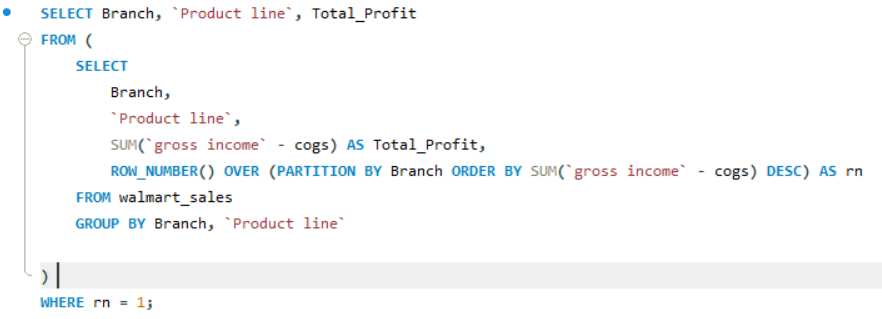 SELECT Branch, `Product line`, Total_Profit
FROM (
SELECT
Branch,
`Product line`,
SUM(`gross income` - cogs) AS Total_Profit,
ROW_NUMBER() OVER (PARTITION BY Branch ORDER BY SUM(`gross income` - cogs) DESC) AS rn
FROM walmart_sales
GROUP BY Branch, `Product line`
)
WHERE rn = 1;